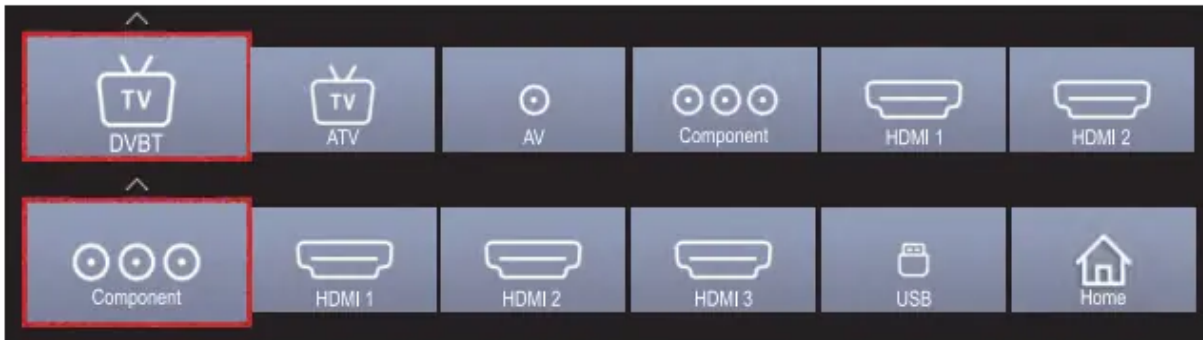 TV TV
DVBT ATV AV Component HDMI 1 HDMI 2
Component HDMI 1 HDMI 2 HDMI 3 USB Home